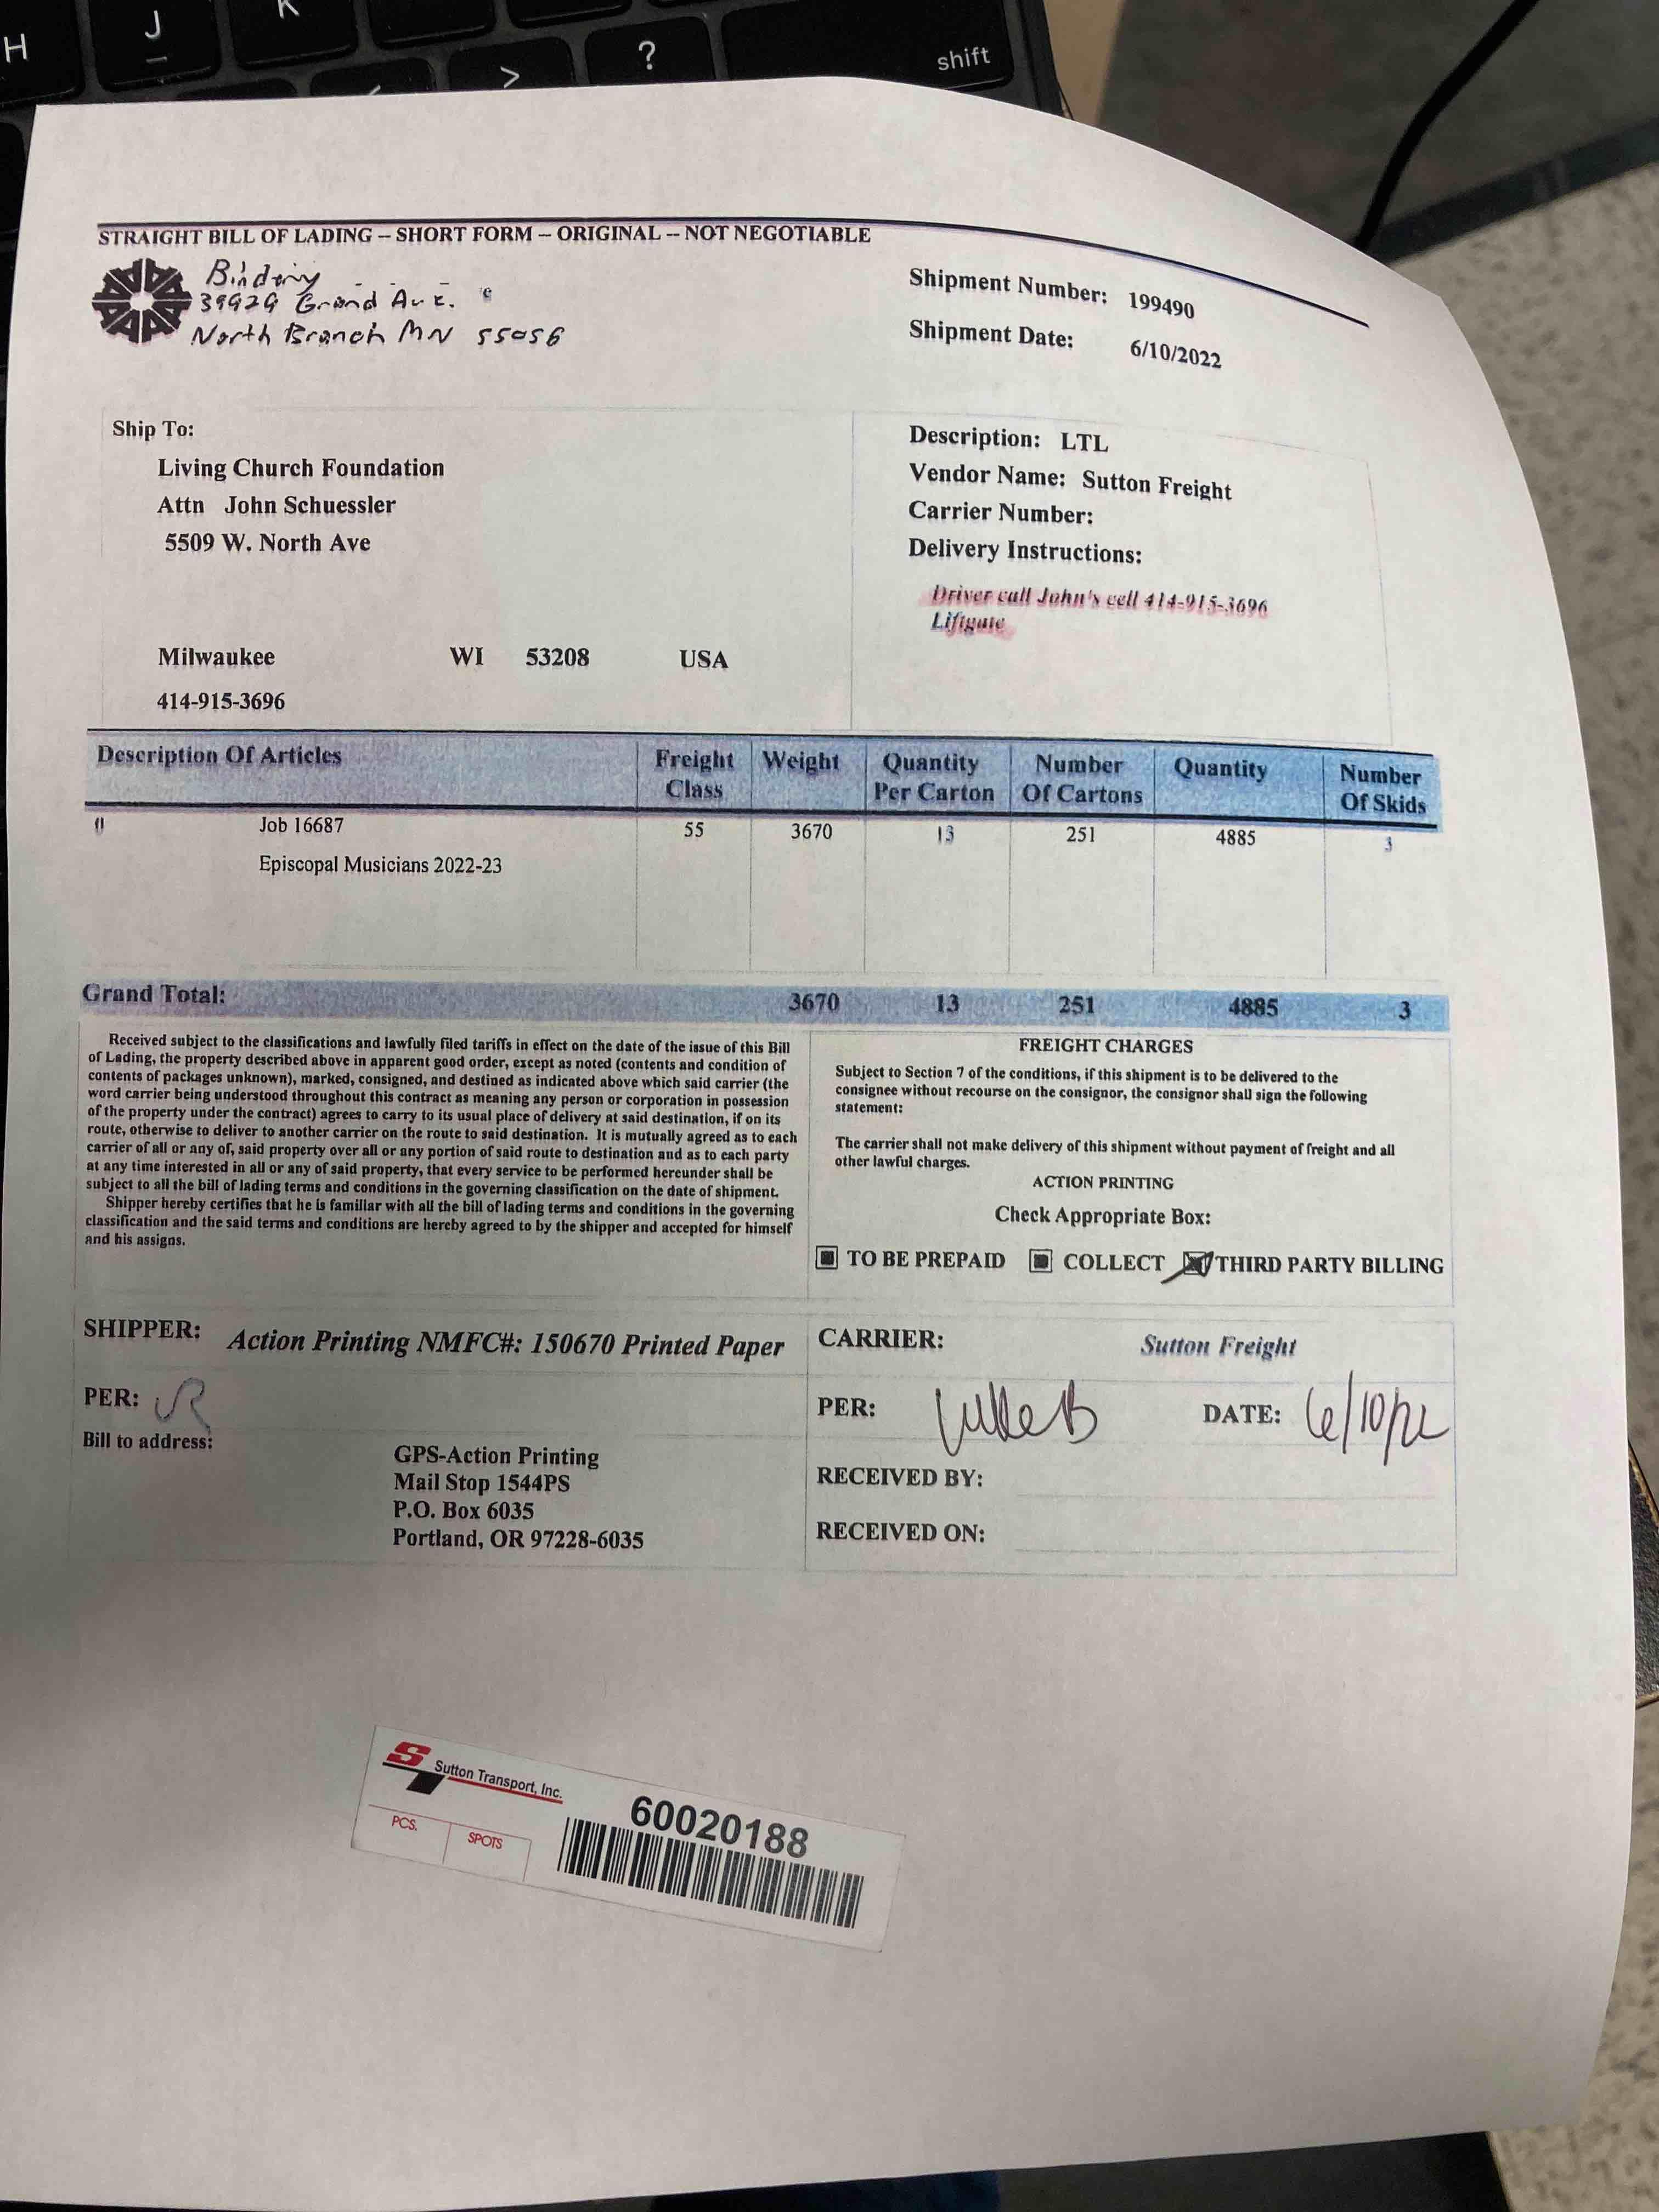 H J K > ? shift
STRAIGHT BILL OF LADING – SHORT FORM – ORIGINAL -- NOT NEGOTIABLE
Bindery
39929 Grand Ave.
North Branch MN 55056
Shipment Number: 199490
Shipment Date: 6/10/2022
Ship To:
Living Church Foundation
Attn John Schuessler
5509 W. North Ave
Milwaukee WI 53208 USA
414-915-3696
Description: LTL
Vendor Name: Sutton Freight
Carrier Number:
Delivery Instructions:
Driver call John's cell 414-915-3696
Liftgate
Description Of Articles Freight Class Weight Quantity Per Carton Number Of Cartons Quantity Number Of Skids
0 Job 16687 55 3670 13 251 4885 3
Episcopal Musicians 2022-23
Grand Total: 3670 13 251 4885 3
Received subject to the classifications and lawfully filed tariffs in effect on the date of the issue of this Bill
of Lading, the property described above in apparent good order, except as noted (contents and condition of
contents of packages unknown), marked, consigned, and destined as indicated above which said carrier (the
word carrier being understood throughout this contract as meaning any person or corporation in possession
of the property under the contract) agrees to carry to its usual place of delivery at said destination, if on its
route, otherwise to deliver to another carrier on the route to said destination. It is mutually agreed as to each
carrier of all or any of, said property over all or any portion of said route to destination and as to each party
at any time interested in all or any of said property, that every service to be performed hereunder shall be
subject to all the bill of lading terms and conditions in the governing classification on the date of shipment.
Shipper hereby certifies that he is familiar with all the bill of lading terms and conditions in the governing
classification and the said terms and conditions are hereby agreed to by the shipper and accepted for himself
and his assigns.
FREIGHT CHARGES
Subject to Section 7 of the conditions, if this shipment is to be delivered to the
consignee without recourse on the consignor, the consignor shall sign the following
statement:
The carrier shall not make delivery of this shipment without payment of freight and all
other lawful charges.
ACTION PRINTING
Check Appropriate Box:
TO BE PREPAID COLLECT THIRD PARTY BILLING
SHIPPER: Action Printing NMFC#: 150670 Printed Paper
PER:
Bill to address:
GPS-Action Printing
Mail Stop 1544PS
P.O. Box 6035
Portland, OR 97228-6035
CARRIER: Sutton Freight
PER: Luke B DATE: 6/10/22
RECEIVED BY:
RECEIVED ON:
Sutton Transport, Inc.
PCS. SPOTS
60020188